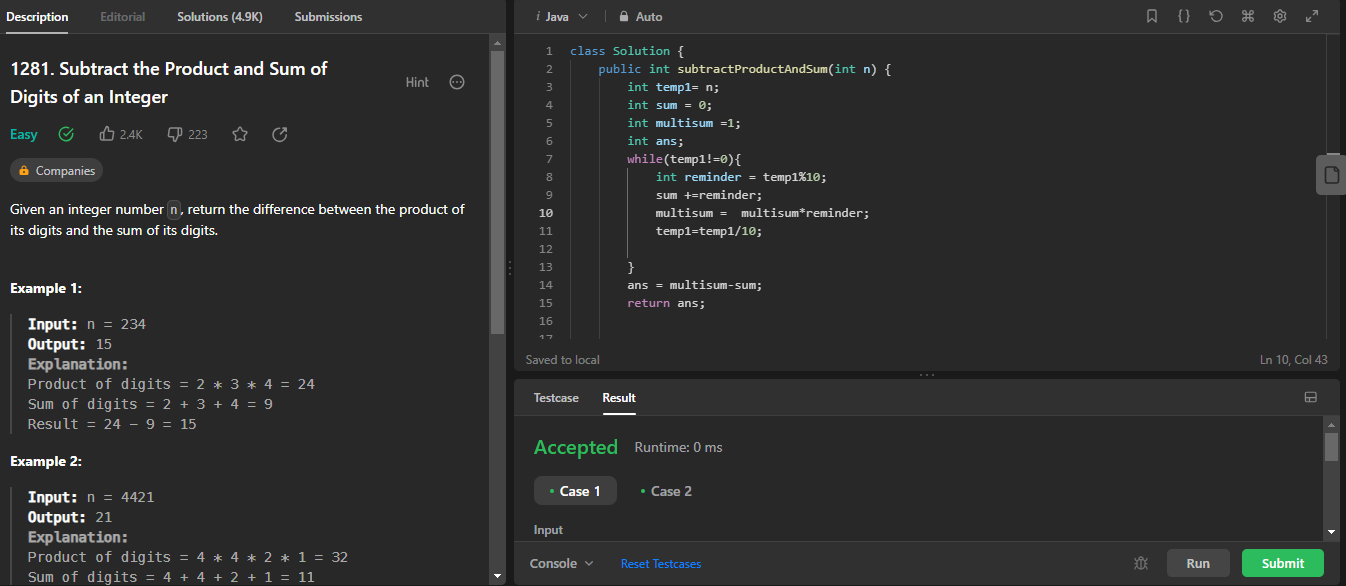 Description Editorial Solutions (4.9K) Submissions
1281. Subtract the Product and Sum of
Digits of an Integer
Hint
Easy 2.4K 223
Companies
Given an integer number n, return the difference between the product of
its digits and the sum of its digits.
Example 1:
Input: n = 234
Output: 15
Explanation:
Product of digits = 2 * 3 * 4 = 24
Sum of digits = 2 + 3 + 4 = 9
Result = 24 - 9 = 15
Example 2:
Input: n = 4421
Output: 21
Explanation:
Product of digits = 4 * 4 * 2 * 1 = 32
Sum of digits = 4 + 4 + 2 + 1 = 11
i Java Auto
1 class Solution {
2 public int subtractProductAndSum(int n) {
3 int temp1= n;
4 int sum = 0;
5 int multisum =1;
6 int ans;
7 while(temp1!=0){
8 int reminder = temp1%10;
9 sum +=reminder;
10 multisum =  multisum*reminder;
11 temp1=temp1/10;
12
13 }
14 ans = multisum-sum;
15 return ans;
16
17
Saved to local Ln 10, Col 43
Testcase Result
Accepted Runtime: 0 ms
• Case 1 • Case 2
Input
Console Reset Testcases Run Submit